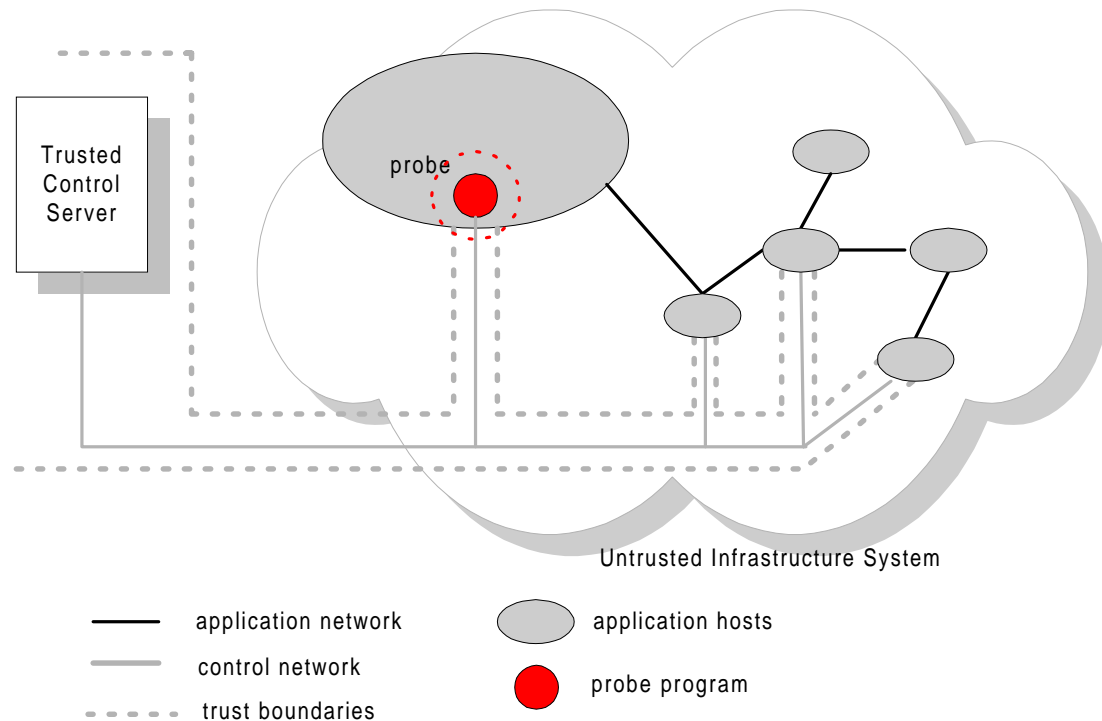 Trusted
Control
Server
probe
Untrusted Infrastructure System
application network
application hosts
control network
probe program
trust boundaries